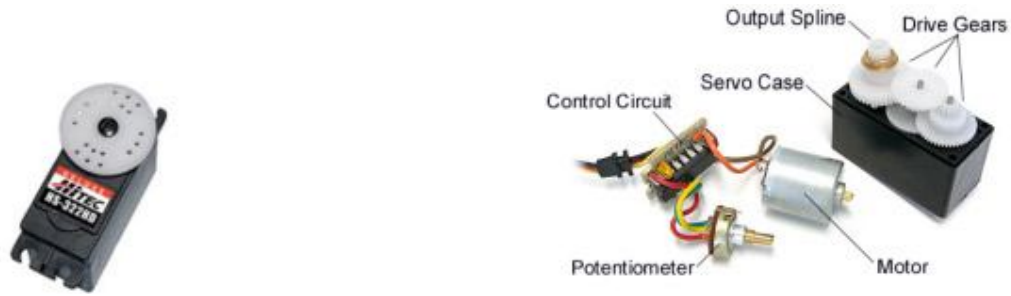 HITEC
HS-322HD
Output Spline
Drive Gears
Servo Case
Control Circuit
Potentiometer
Motor